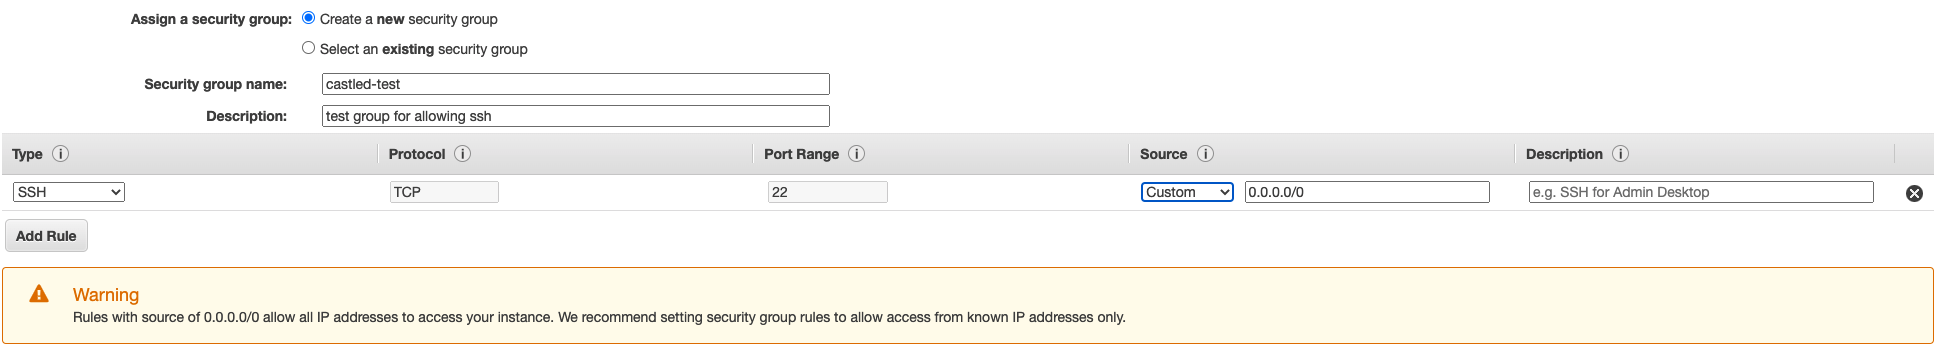 Assign a security group: Create a new security group
Select an existing security group
Security group name: castled-test
Description: test group for allowing ssh
Type i Protocol i Port Range i Source i Description i
SSH TCP 22 Custom 0.0.0.0/0 e.g. SSH for Admin Desktop
Add Rule
Warning
Rules with source of 0.0.0.0/0 allow all IP addresses to access your instance. We recommend setting security group rules to allow access from known IP addresses only.